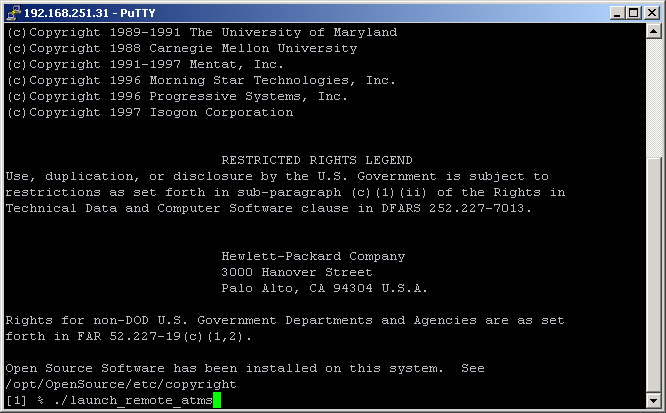 192.168.251.31 - PuTTY
(c)Copyright 1989-1991 The University of Maryland
(c)Copyright 1988 Carnegie Mellon University
(c)Copyright 1991-1997 Mentat, Inc.
(c)Copyright 1996 Morning Star Technologies, Inc.
(c)Copyright 1996 Progressive Systems, Inc.
(c)Copyright 1997 Isogon Corporation
RESTRICTED RIGHTS LEGEND
Use, duplication, or disclosure by the U.S. Government is subject to
restrictions as set forth in sub-paragraph (c)(1)(ii) of the Rights in
Technical Data and Computer Software clause in DFARS 252.227-7013.
Hewlett-Packard Company
3000 Hanover Street
Palo Alto, CA 94304 U.S.A.
Rights for non-DOD U.S. Government Departments and Agencies are as set
forth in FAR 52.227-19(c)(1,2).
Open Source Software has been installed on this system.  See
/opt/OpenSource/etc/copyright
[1] % ./launch_remote_atms